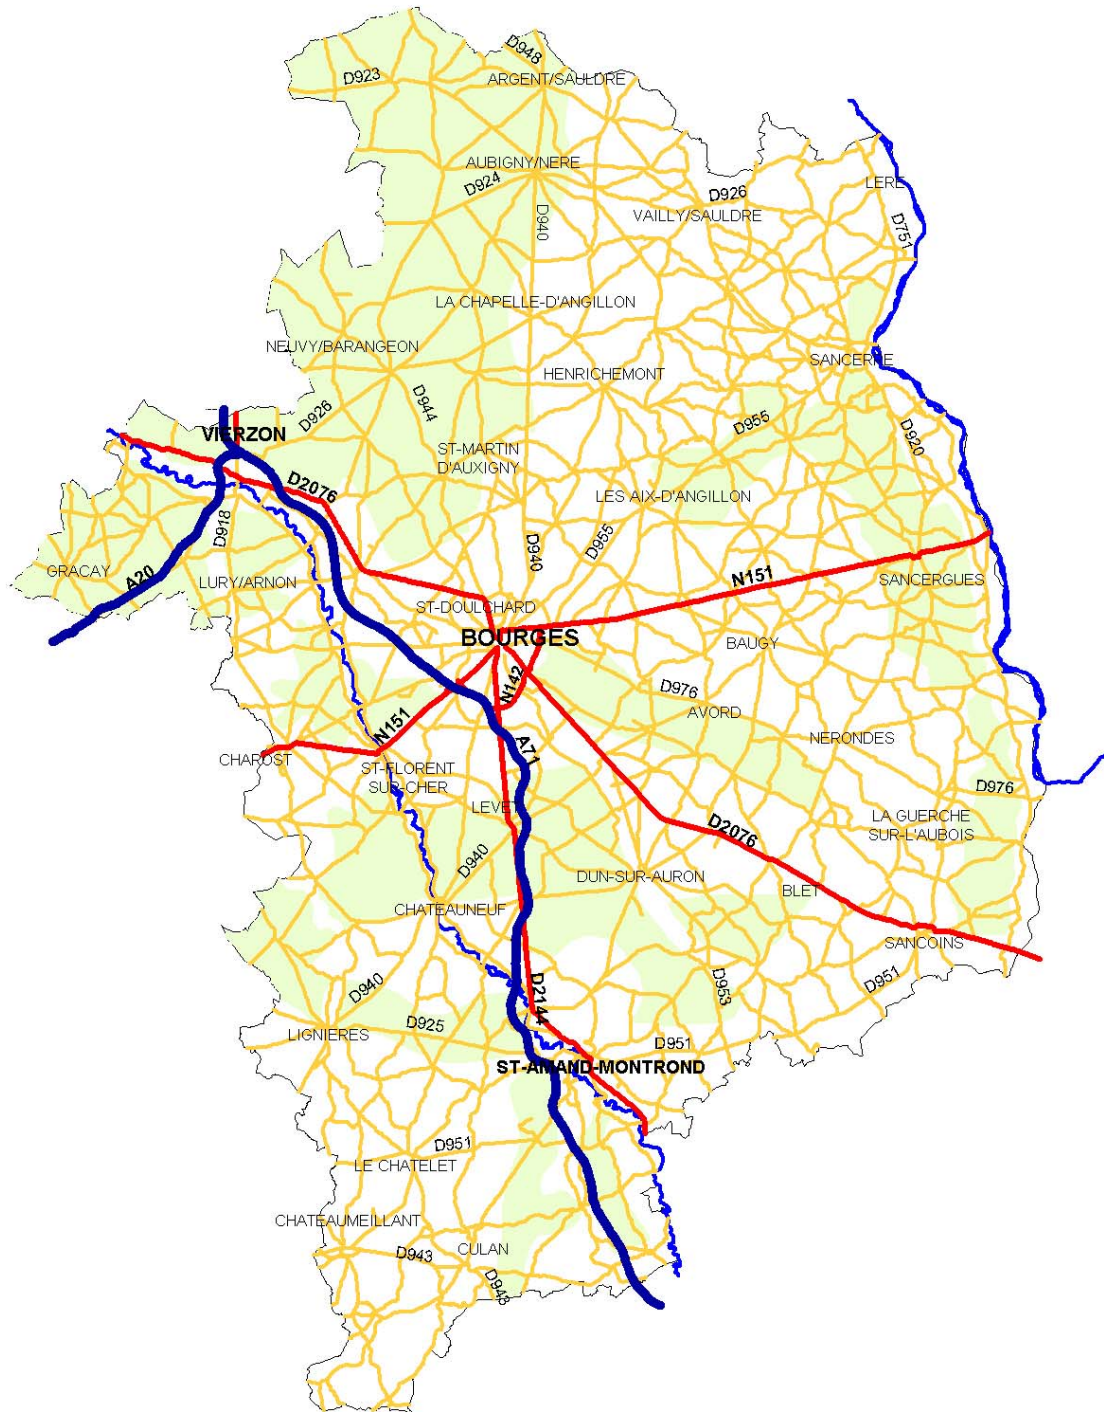 D948
D923
ARGENT/SAULDRE
AUBIGNY/NERE
D924
D926
LERE
VAILLY/SAULDRE
D940
D751
LA CHAPELLE-D'ANGILLON
NEUVY/BARANGEON
SANCERRE
HENRICHEMONT
D926
D944
D955
D920
VIERZON
ST-MARTIN
D'AUXIGNY
D2076
LES AIX-D'ANGILLON
D918
D940
D955
GRACAY
A20
LURY/ARNON
N151
SANCERGUES
ST-DOULCHARD
BOURGES
BAUGY
N142
D976
AVORD
N151
A71
NERONDES
CHAROST
ST-FLORENT
SUR-CHER
D976
LEVET
LA GUERCHE
SUR-L'AUBOIS
D2076
D940
DUN-SUR-AURON
BLET
CHATEAUNEUF
SANCOINS
D940
D2144
D953
D951
LIGNIERES
D925
D951
ST-AMAND-MONTROND
D951
LE CHATELET
CHATEAUMEILLANT
D943
CULAN
D943